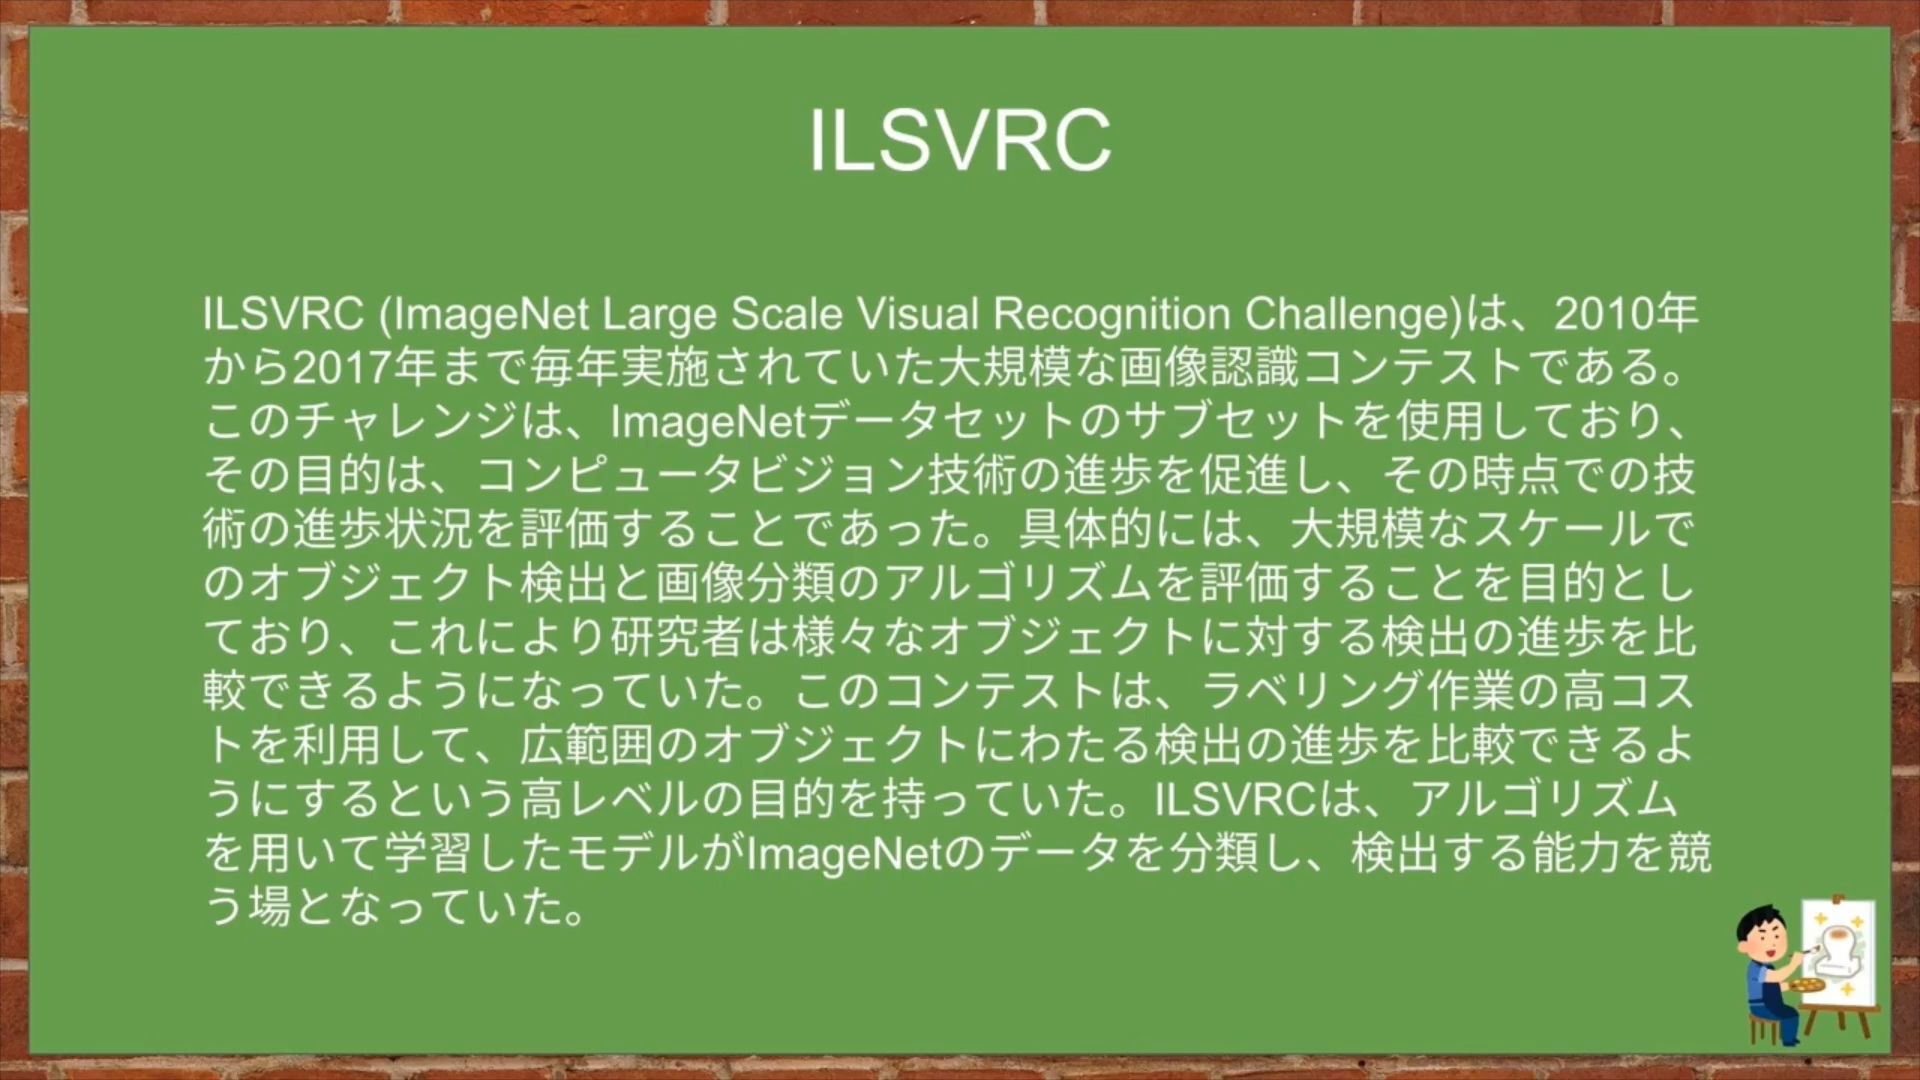 ILSVRC
ILSVRC (ImageNet Large Scale Visual Recognition Challenge)は、2010年
から2017年まで毎年実施されていた大規模な画像認識コンテストである。
このチャレンジは、ImageNetデータセットのサブセットを使用しており、
その目的は、コンピュータビジョン技術の進歩を促進し、その時点での技
術の進歩状況を評価することであった。具体的には、大規模なスケールで
のオブジェクト検出と画像分類のアルゴリズムを評価することを目的とし
ており、これにより研究者は様々なオブジェクトに対する検出の進歩を比
較できるようになっていた。このコンテストは、ラベリング作業の高コス
トを利用して、広範囲のオブジェクトにわたる検出の進歩を比較できるよ
うにするという高レベルの目的を持っていた。ILSVRCは、アルゴリズム
を用いて学習したモデルがImageNetのデータを分類し、検出する能力を競
う場となっていた。